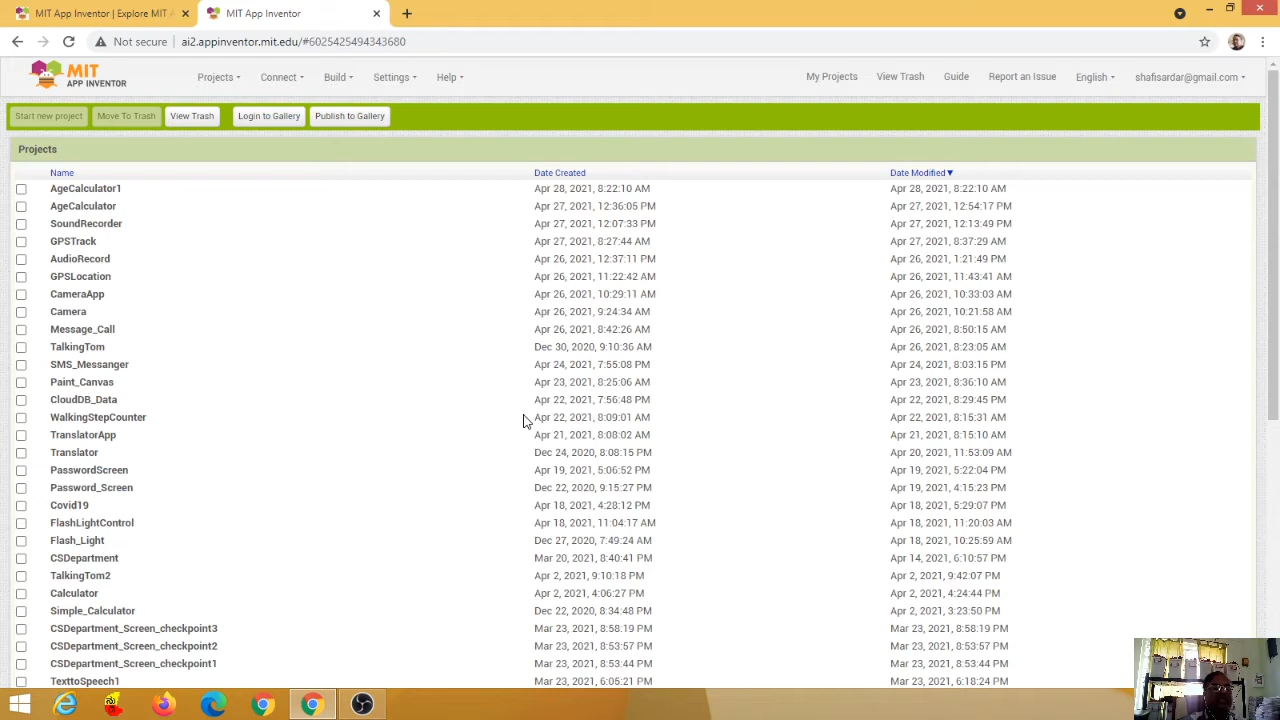 MIT App Inventor | Explore MIT A
MIT App Inventor
Not secure
ai2.appinventor.mit.edu/#6025425494343680
MIT
APP INVENTOR
Projects
Connect
Build
Settings
Help
My Projects
View Trash
Guide
Report an Issue
English
shafisardar@gmail.com
Start new project
Move To Trash
View Trash
Login to Gallery
Publish to Gallery
Projects
Name Date Created Date Modified
AgeCalculator1 Apr 28, 2021, 8:22:10 AM Apr 28, 2021, 8:22:10 AM
AgeCalculator Apr 27, 2021, 12:36:05 PM Apr 27, 2021, 12:54:17 PM
SoundRecorder Apr 27, 2021, 12:07:33 PM Apr 27, 2021, 12:13:49 PM
GPSTrack Apr 27, 2021, 8:27:44 AM Apr 27, 2021, 8:37:29 AM
AudioRecord Apr 26, 2021, 12:37:11 PM Apr 26, 2021, 1:21:49 PM
GPSLocation Apr 26, 2021, 11:22:42 AM Apr 26, 2021, 11:43:41 AM
CameraApp Apr 26, 2021, 10:29:11 AM Apr 26, 2021, 10:33:03 AM
Camera Apr 26, 2021, 9:24:34 AM Apr 26, 2021, 10:21:58 AM
Message_Call Apr 26, 2021, 8:42:26 AM Apr 26, 2021, 8:50:15 AM
TalkingTom Dec 30, 2020, 9:10:36 AM Apr 26, 2021, 8:23:05 AM
SMS_Messanger Apr 24, 2021, 7:55:08 PM Apr 24, 2021, 8:03:15 PM
Paint_Canvas Apr 23, 2021, 8:25:06 AM Apr 23, 2021, 8:36:10 AM
CloudDB_Data Apr 22, 2021, 7:56:48 PM Apr 22, 2021, 8:29:45 PM
WalkingStepCounter Apr 22, 2021, 8:09:01 AM Apr 22, 2021, 8:15:31 AM
TranslatorApp Apr 21, 2021, 8:08:02 AM Apr 21, 2021, 8:15:10 AM
Translator Dec 24, 2020, 8:08:15 PM Apr 20, 2021, 11:53:09 AM
PasswordScreen Apr 19, 2021, 5:06:52 PM Apr 19, 2021, 5:22:04 PM
Password_Screen Dec 22, 2020, 9:15:27 PM Apr 19, 2021, 4:15:23 PM
Covid19 Apr 18, 2021, 4:28:12 PM Apr 18, 2021, 5:29:07 PM
FlashLightControl Apr 18, 2021, 11:04:17 AM Apr 18, 2021, 11:20:03 AM
Flash_Light Dec 27, 2020, 7:49:24 AM Apr 18, 2021, 10:25:59 AM
CSDepartment Mar 20, 2021, 8:40:41 PM Apr 14, 2021, 6:10:57 PM
TalkingTom2 Apr 2, 2021, 9:10:18 PM Apr 2, 2021, 9:42:07 PM
Calculator Apr 2, 2021, 4:06:27 PM Apr 2, 2021, 4:24:44 PM
Simple_Calculator Dec 22, 2020, 8:34:48 PM Apr 2, 2021, 3:23:50 PM
CSDepartment_Screen_checkpoint3 Mar 23, 2021, 8:58:19 PM Mar 23, 2021, 8:58:19 PM
CSDepartment_Screen_checkpoint2 Mar 23, 2021, 8:53:57 PM Mar 23, 2021, 8:53:57 PM
CSDepartment_Screen_checkpoint1 Mar 23, 2021, 8:53:44 PM Mar 23, 2021, 8:53:44 PM
TexttoSpeech1 Mar 23, 2021, 6:05:21 PM Mar 23, 2021, 6:18:24 PM